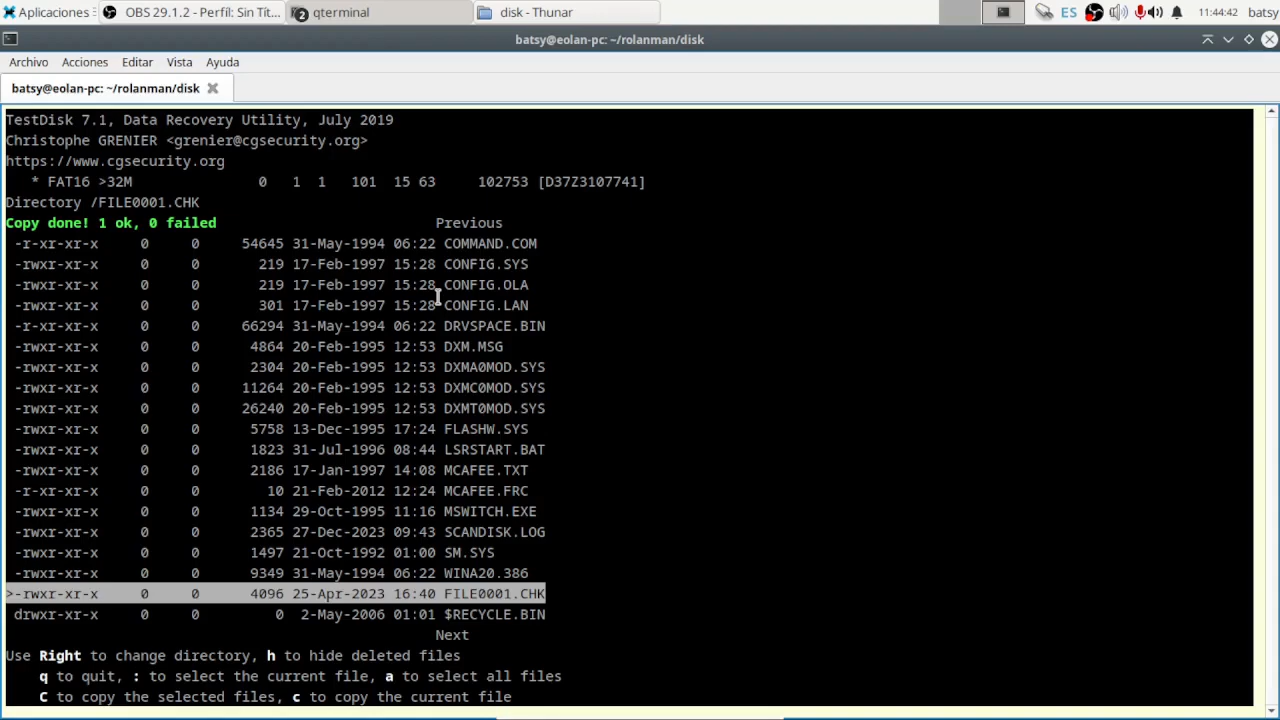 Aplicaciones
OBS 29.1.2 - Perfil: Sin Tít...
2 qterminal
disk - Thunar
ES
11:44:42
batsy
batsy@eolan-pc: ~/rolanman/disk
Archivo Acciones Editar Vista Ayuda
batsy@eolan-pc: ~/rolanman/disk
TestDisk 7.1, Data Recovery Utility, July 2019
Christophe GRENIER <grenier@cgsecurity.org>
https://www.cgsecurity.org
* FAT16 >32M 0 1 1 101 15 63 102753 [D37Z3107741]
Directory /FILE0001.CHK
Copy done! 1 ok, 0 failed Previous
-r-xr-xr-x 0 0 54645 31-May-1994 06:22 COMMAND.COM
-rwxr-xr-x 0 0 219 17-Feb-1997 15:28 CONFIG.SYS
-rwxr-xr-x 0 0 219 17-Feb-1997 15:28 CONFIG.OLA
-rwxr-xr-x 0 0 301 17-Feb-1997 15:28 CONFIG.LAN
-r-xr-xr-x 0 0 66294 31-May-1994 06:22 DRVSPACE.BIN
-rwxr-xr-x 0 0 4864 20-Feb-1995 12:53 DXM.MSG
-rwxr-xr-x 0 0 2304 20-Feb-1995 12:53 DXMA0MOD.SYS
-rwxr-xr-x 0 0 11264 20-Feb-1995 12:53 DXMC0MOD.SYS
-rwxr-xr-x 0 0 26240 20-Feb-1995 12:53 DXMT0MOD.SYS
-rwxr-xr-x 0 0 5758 13-Dec-1995 17:24 FLASHW.SYS
-rwxr-xr-x 0 0 1823 31-Jul-1996 08:44 LSRSTART.BAT
-rwxr-xr-x 0 0 2186 17-Jan-1997 14:08 MCAFEE.TXT
-r-xr-xr-x 0 0 10 21-Feb-2012 12:24 MCAFEE.FRC
-rwxr-xr-x 0 0 1134 29-Oct-1995 11:16 MSWITCH.EXE
-rwxr-xr-x 0 0 2365 27-Dec-2023 09:43 SCANDISK.LOG
-rwxr-xr-x 0 0 1497 21-Oct-1992 01:00 SM.SYS
-rwxr-xr-x 0 0 9349 31-May-1994 06:22 WINA20.386
>-rwxr-xr-x 0 0 4096 25-Apr-2023 16:40 FILE0001.CHK
drwxr-xr-x 0 0 0 2-May-2006 01:01 $RECYCLE.BIN
Next
Use Right to change directory, h to hide deleted files
q to quit, : to select the current file, a to select all files
C to copy the selected files, c to copy the current file